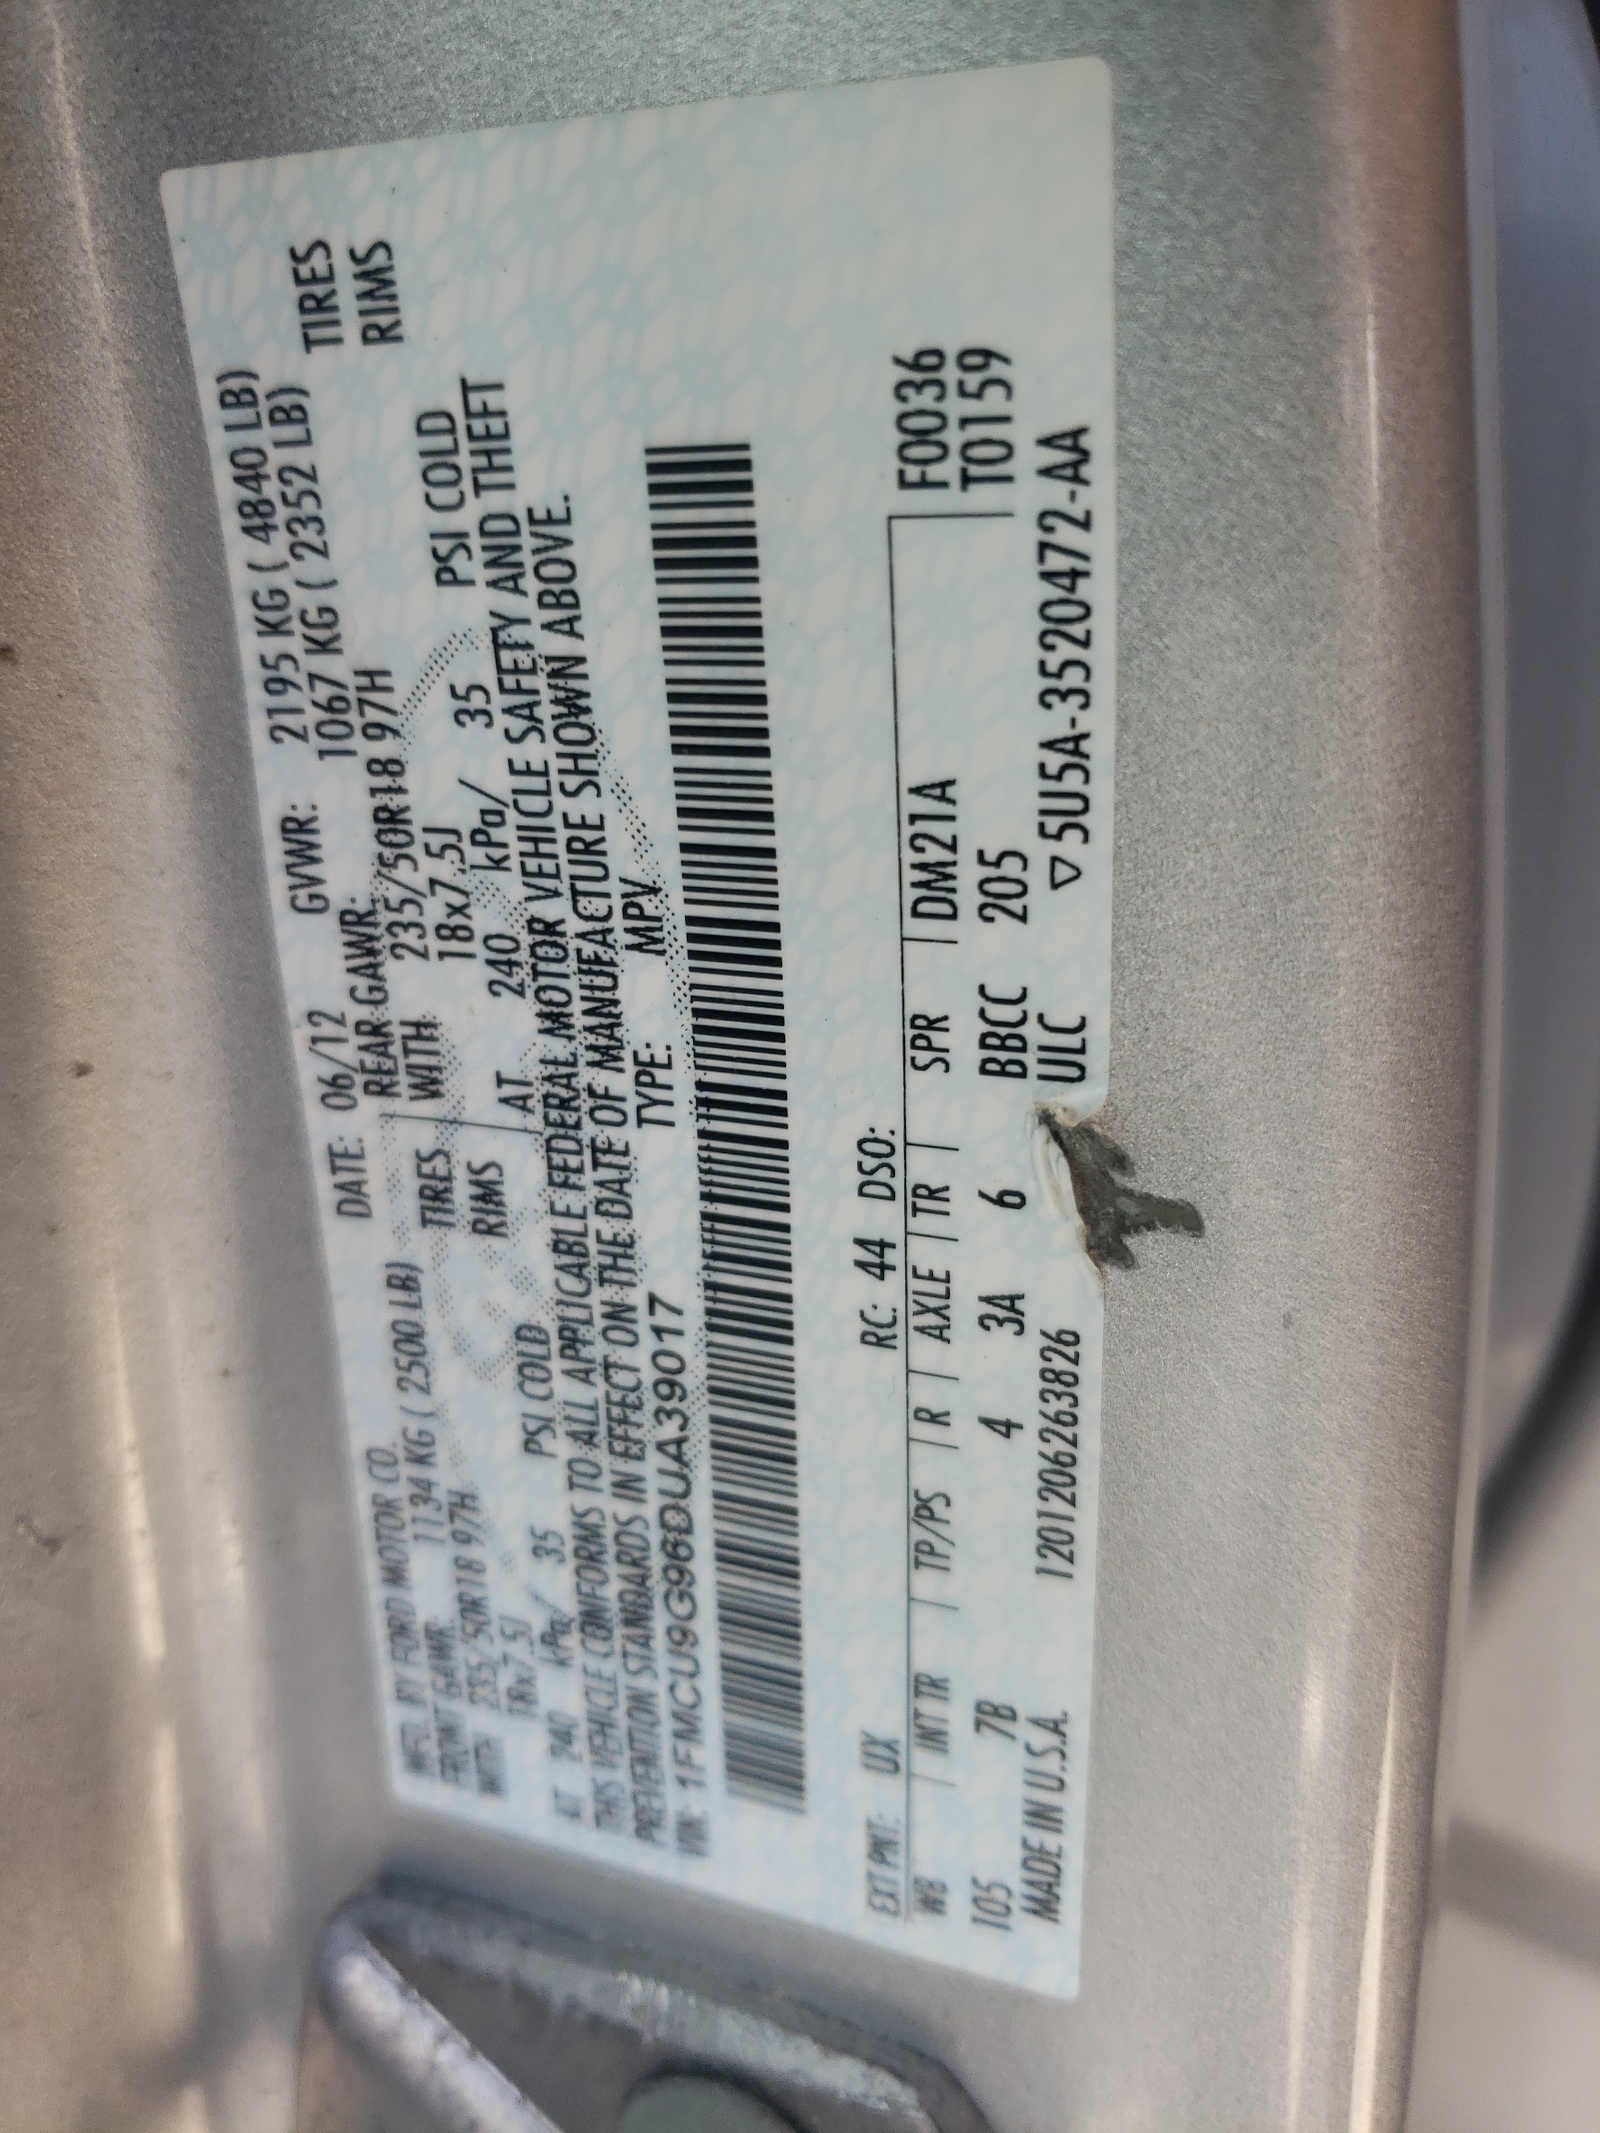 MFD. BY FORD MOTOR CO.
DATE: 06/12 GVWR: 2195 KG ( 4840 LB)
FRONT GAWR: 1134 KG ( 2500 LB) REAR GAWR: 1067 KG ( 2352 LB)
WITH 235/50R18 97H TIRES WITH 235/50R18 97H TIRES
18x7.5J RIMS 18x7.5J RIMS
AT 240 kPa/ 35 PSI COLD AT 240 kPa/ 35 PSI COLD
THIS VEHICLE CONFORMS TO ALL APPLICABLE FEDERAL MOTOR VEHICLE SAFETY AND THEFT
PREVENTION STANDARDS IN EFFECT ON THE DATE OF MANUFACTURE SHOWN ABOVE.
VIN: 1FMCU9G96DUA39017 TYPE: MPV
EXT PNT: UX RC: 44 DSO:
WB | INT TR | TP/PS | R | AXLE | TR | SPR | DM21A F0036
105 7B 4 3A 6 BBCC 205 T0159
MADE IN U.S.A. 120120626263826 ULC ▽5U5A-3520472-AA